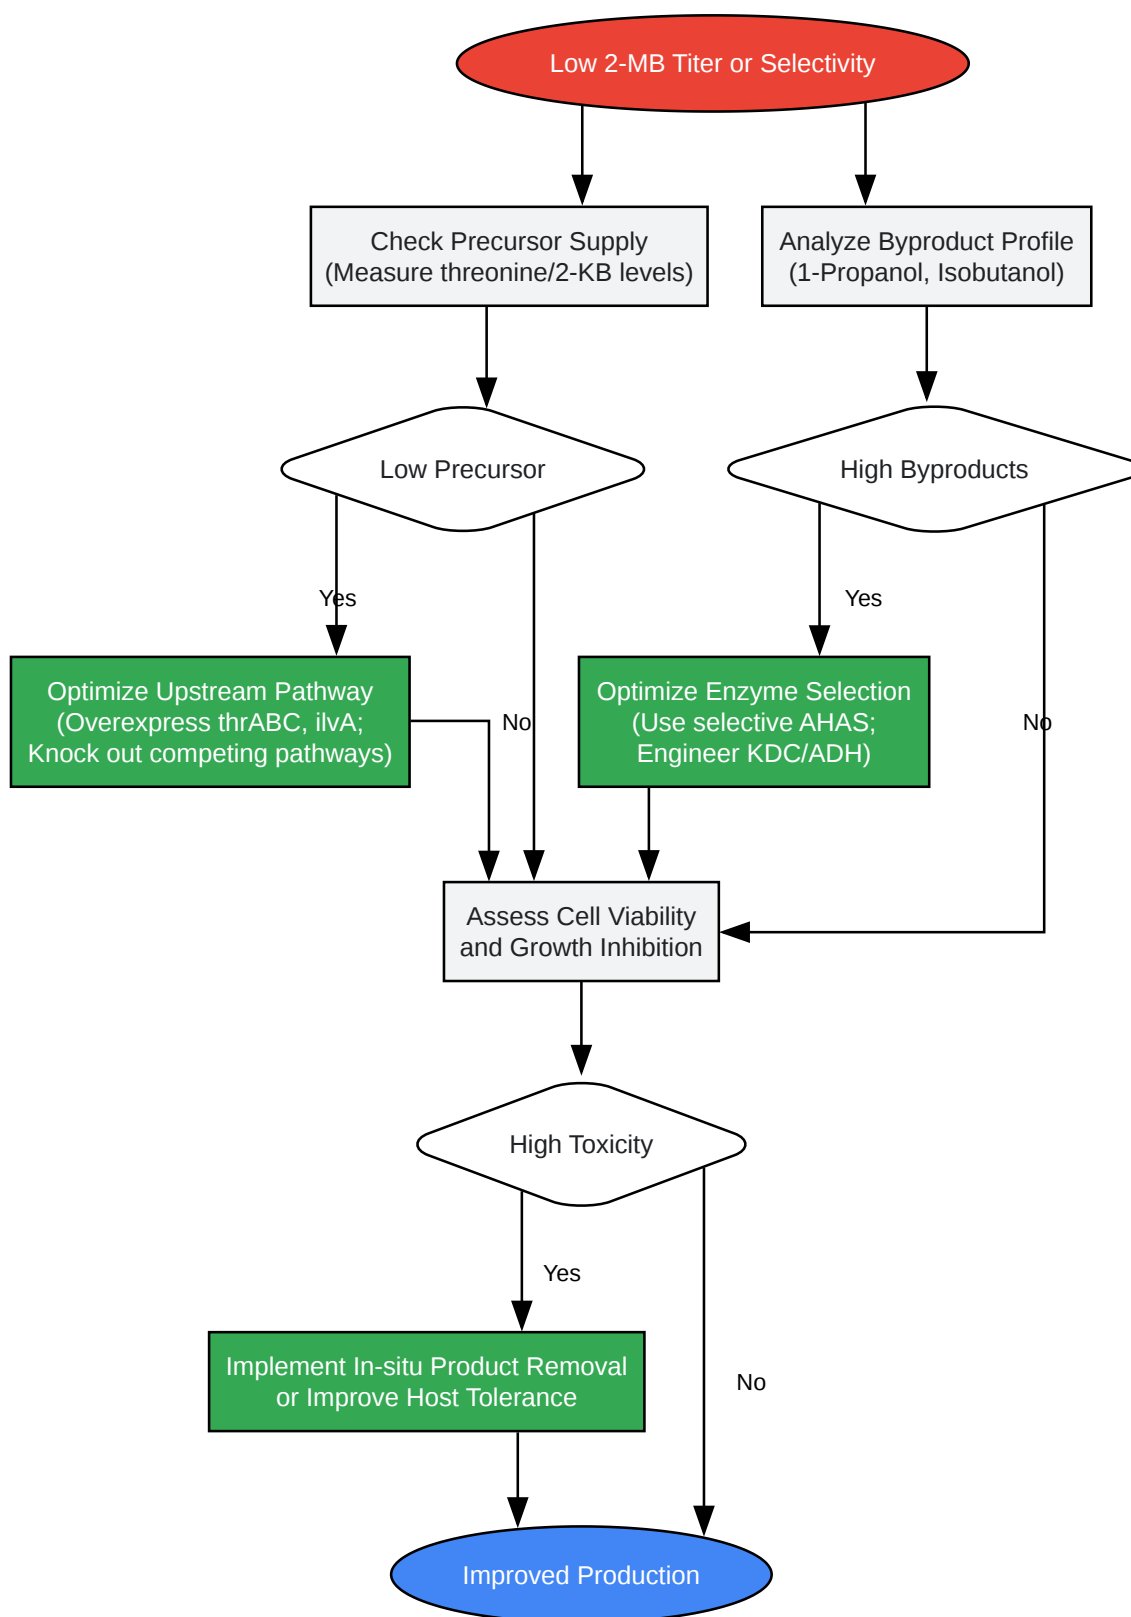 Low 2-MB Titer or Selectivity
Check Precursor Supply
(Measure threonine/2-KB levels)
Analyze Byproduct Profile
(1-Propanol, Isobutanol)
Low Precursor
High Byproducts
Yes
Yes
Optimize Upstream Pathway
(Overexpress thrABC, ilvA;
Knock out competing pathways)
No
Optimize Enzyme Selection
(Use selective AHAS;
Engineer KDC/ADH)
No
Assess Cell Viability
and Growth Inhibition
High Toxicity
Yes
Implement In-situ Product Removal
or Improve Host Tolerance
No
Improved Production